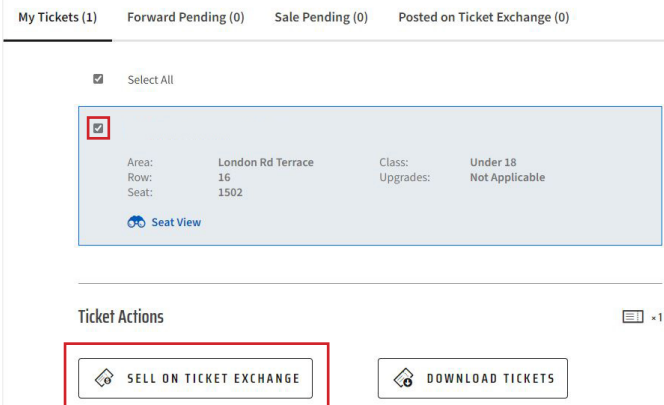 My Tickets (1) Forward Pending (0) Sale Pending (0) Posted on Ticket Exchange (0)
Select All
Area: London Rd Terrace Class: Under 18
Row: 16 Upgrades: Not Applicable
Seat: 1502
Seat View
Ticket Actions ×1
SELL ON TICKET EXCHANGE DOWNLOAD TICKETS